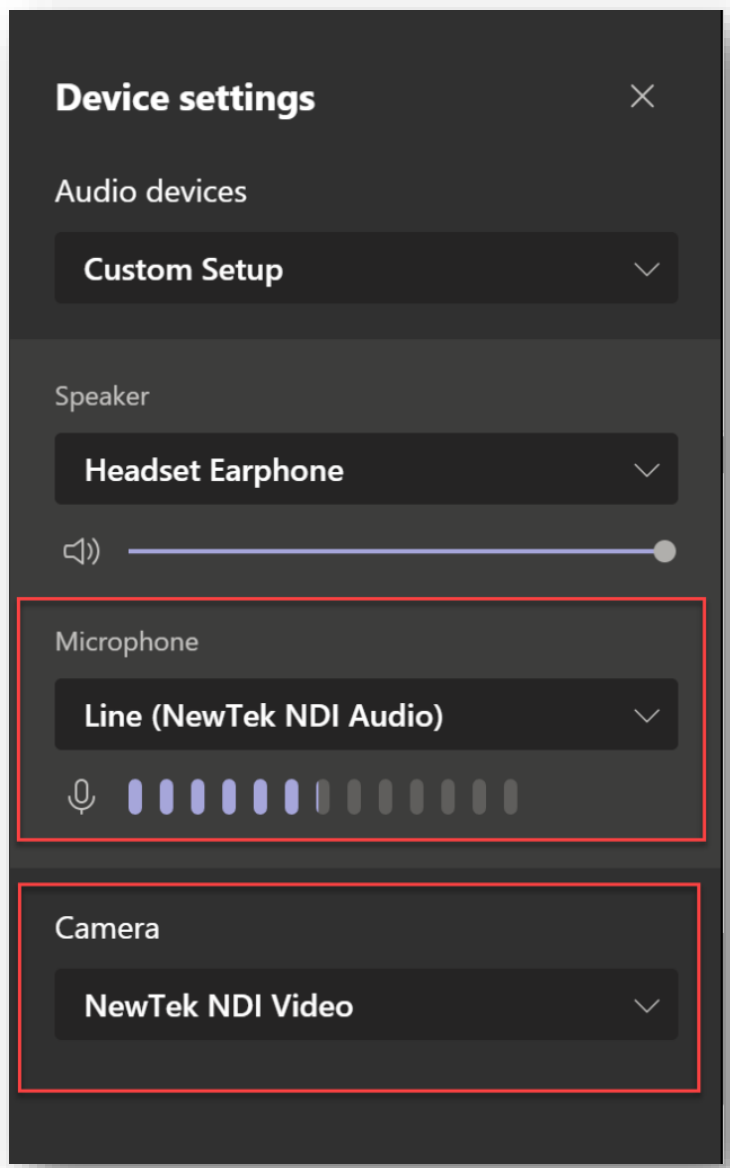 Device settings
Audio devices
Custom Setup
Speaker
Headset Earphone
Microphone
Line (NewTek NDI Audio)
Camera
NewTek NDI Video